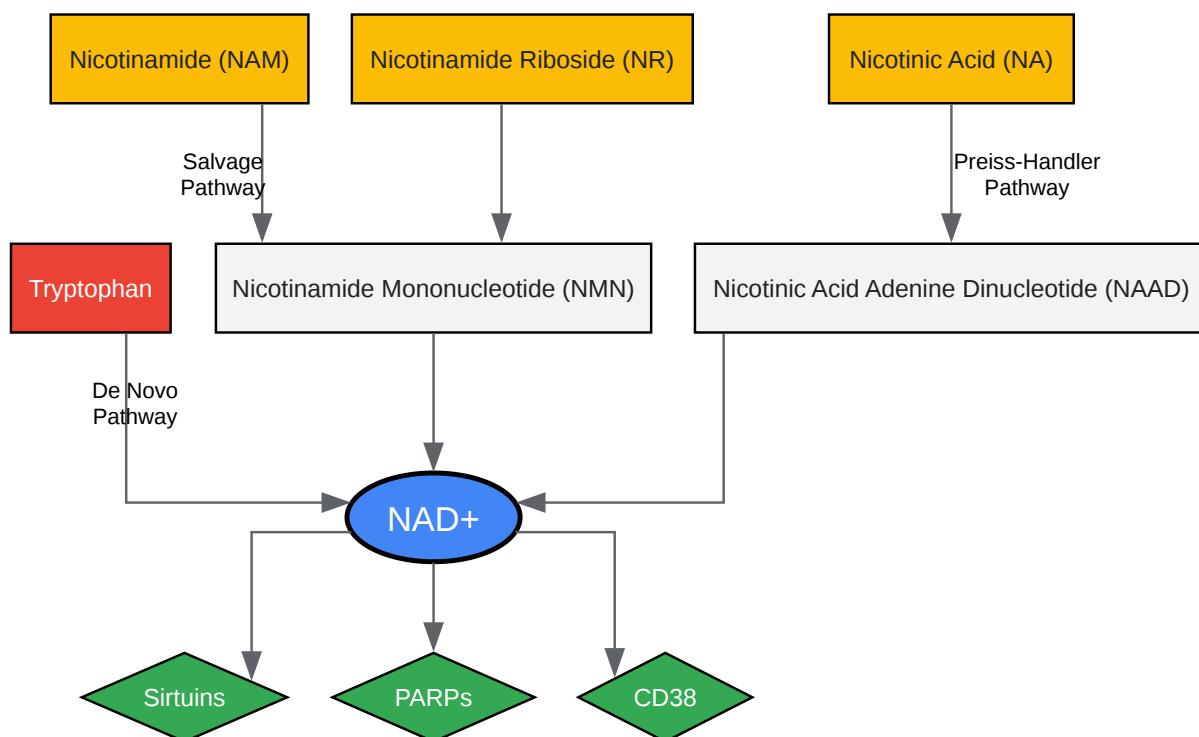 Nicotinamide (NAM)
Nicotinamide Riboside (NR)
Nicotinic Acid (NA)
Salvage
Pathway
Preiss-Handler
Pathway
Tryptophan
Nicotinamide Mononucleotide (NMN)
Nicotinic Acid Adenine Dinucleotide (NAAD)
De Novo
Pathway
NAD+
Sirtuins
PARPs
CD38